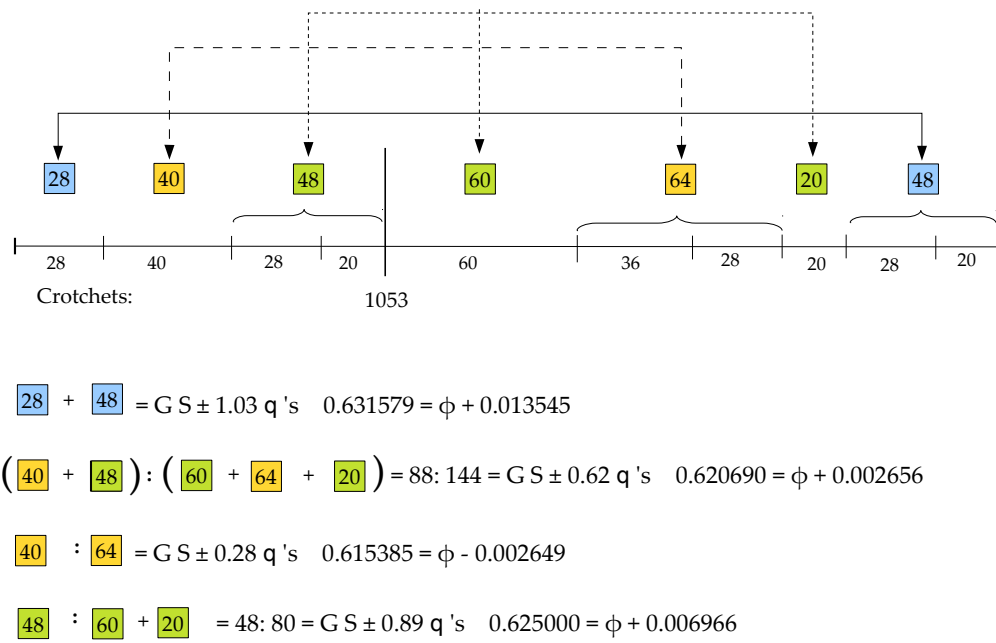 28 40 48 60 64 20 48
28 40 28 20 60 36 28 20 28 20
Crotchets: 1053
28 + 48 = G S ± 1.03 q 's 0.631579 = ϕ + 0.013545
( 40 + 48 ) : ( 60 + 64 + 20 ) = 88: 144 = G S ± 0.62 q 's 0.620690 = ϕ + 0.002656
40 : 64 = G S ± 0.28 q 's 0.615385 = ϕ - 0.002649
48 : 60 + 20 = 48: 80 = G S ± 0.89 q 's 0.625000 = ϕ + 0.006966